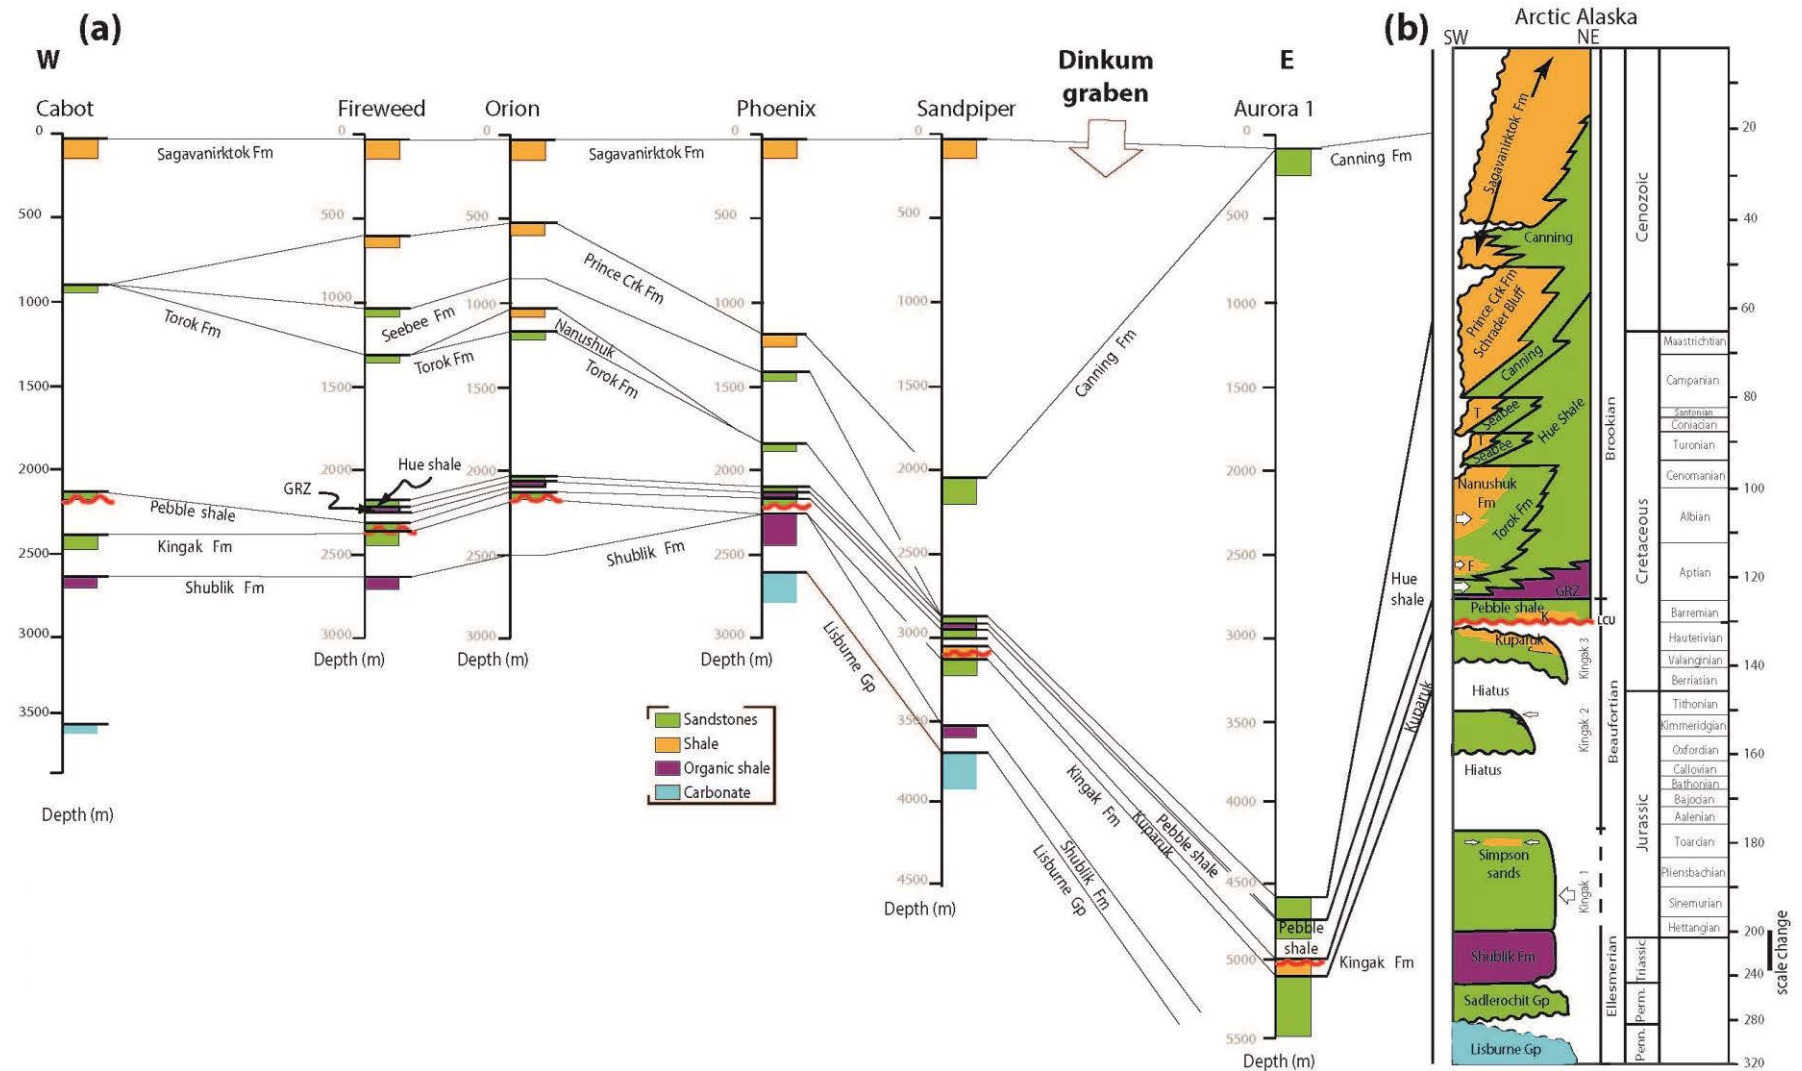 (a)
W
E
Dinkum
graben
Cabot
Fireweed
Orion
Phoenix
Sandpiper
Aurora 1
0
500
1000
1500
2000
2500
3000
3500
Depth (m)
0
500
1000
1500
2000
2500
3000
Depth (m)
0
500
1000
1500
2000
2500
3000
Depth (m)
0
500
1000
1500
2000
2500
3000
Depth (m)
0
500
1000
1500
2000
2500
3000
3500
4000
4500
Depth (m)
0
500
1000
1500
2000
2500
3000
3500
4000
4500
5000
5500
Depth (m)
Sagavanirktok Fm
Sagavanirktok Fm
Canning Fm
Prince Crk Fm
Seebee Fm
Torok Fm
Torok Fm
Nanushuk
Torok Fm
Canning Fm
Hue shale
GRZ
Pebble shale
Kingak Fm
Shublik Fm
Shublik Fm
Lisburne Gp
Hue
shale
Kuparuk
Kingak Fm
Kuparuk
Pebble shale
Shublik Fm
Lisburne Gp
Pebble
shale
Kingak Fm
Sandstones
Shale
Organic shale
Carbonate
(b)
Arctic Alaska
SW
NE
Sagavanirktok Fm
Canning
Prince Crk Fm
Schrader Bluff
Canning
T
Seabee
T
Seabee
Hue Shale
Nanushuk
Fm
Torok Fm
F
GRZ
Pebble shale
K
LCU
Kuparuk
Kingak 3
Hiatus
Kingak 2
Hiatus
Simpson
sands
Kingak 1
Shublik Fm
Sadlerochit Gp
Lisburne Gp
Brookian
Beaufortian
Ellesmerian
Cenozoic
Cretaceous
Jurassic
Triassic
Perm.
Penn.
Maastrichtian
Campanian
Santonian
Coniacian
Turonian
Cenomanian
Albian
Aptian
Barremian
Hauterivian
Valanginian
Berriasian
Tithonian
Kimmeridgian
Oxfordian
Callovian
Bathonian
Bajocian
Aalenian
Toarcian
Pliensbachian
Sinemurian
Hettangian
20
40
60
80
100
120
140
160
180
200
240
280
320
scale change